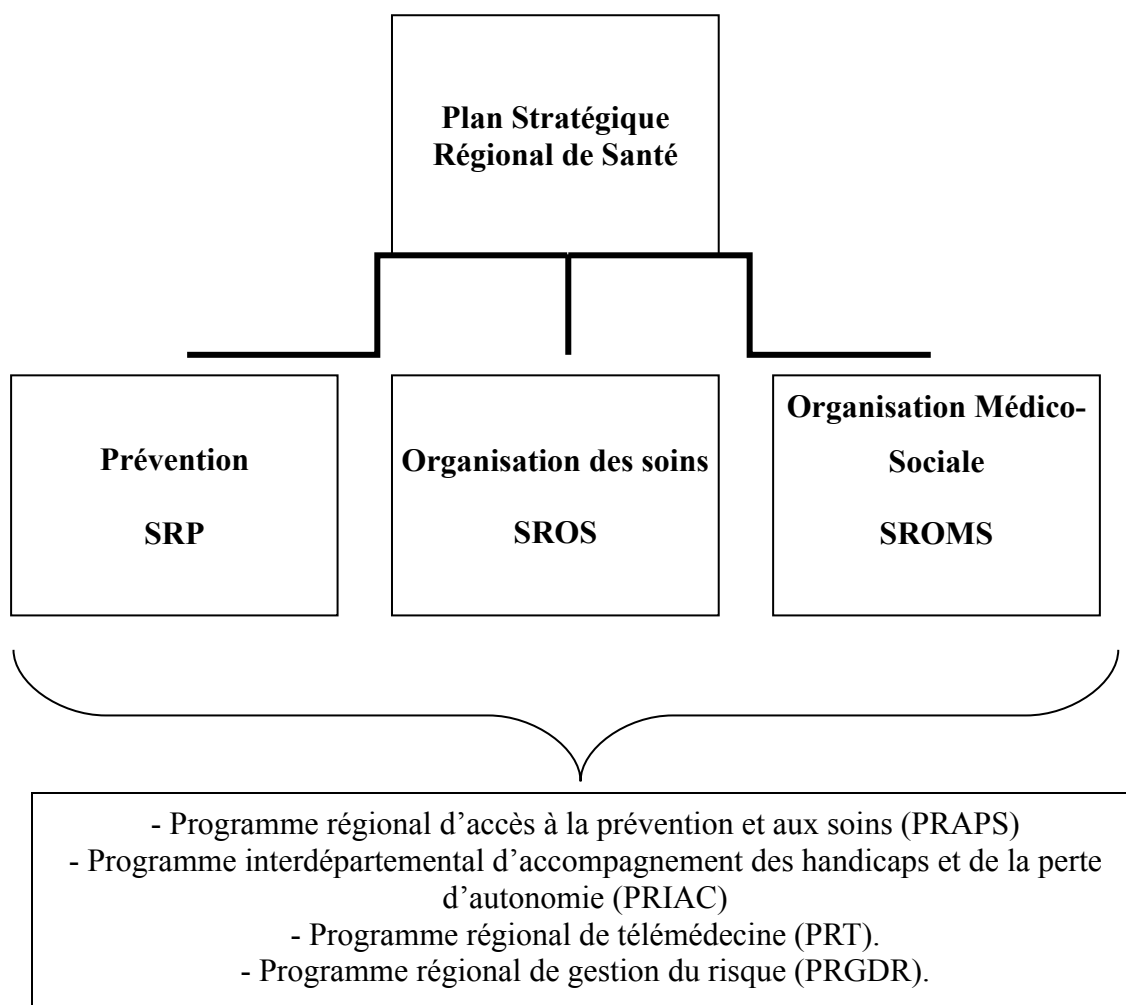 Plan Stratégique
Régional de Santé
Prévention
SRP
Organisation des soins
SROS
Organisation Médico-
Sociale
SROMS
- Programme régional d’accès à la prévention et aux soins (PRAPS)
- Programme interdépartemental d’accompagnement des handicaps et de la perte
d’autonomie (PRIAC)
- Programme régional de télémédecine (PRT).
- Programme régional de gestion du risque (PRGDR).